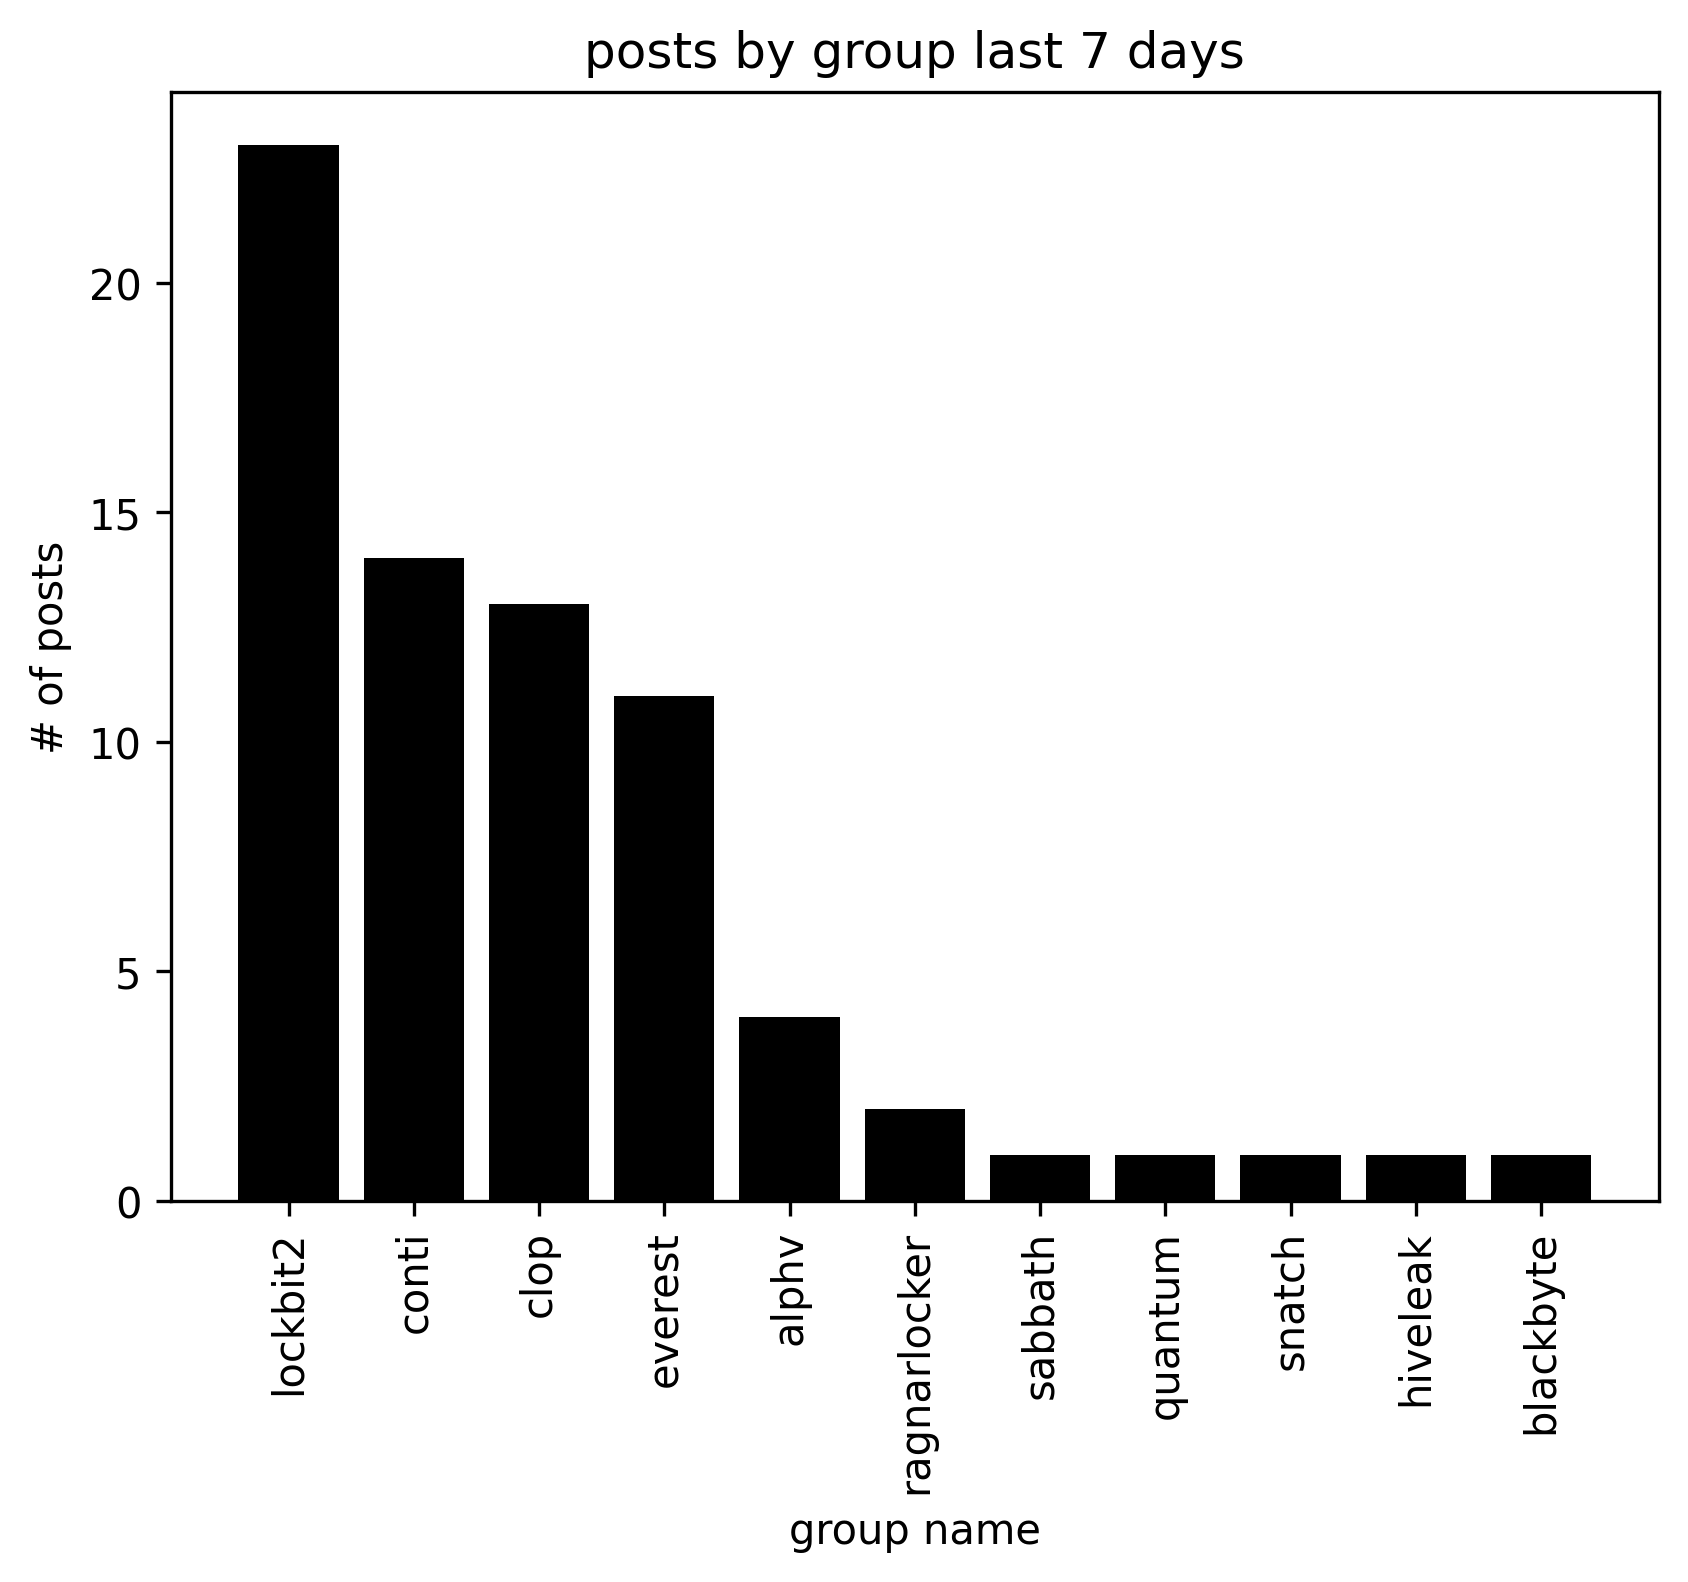 posts by group last 7 days
# of posts
20
15
10
5
0
lockbit2
conti
clop
everest
alphv
ragnarlocker
sabbath
quantum
snatch
hiveleak
blackbyte
group name